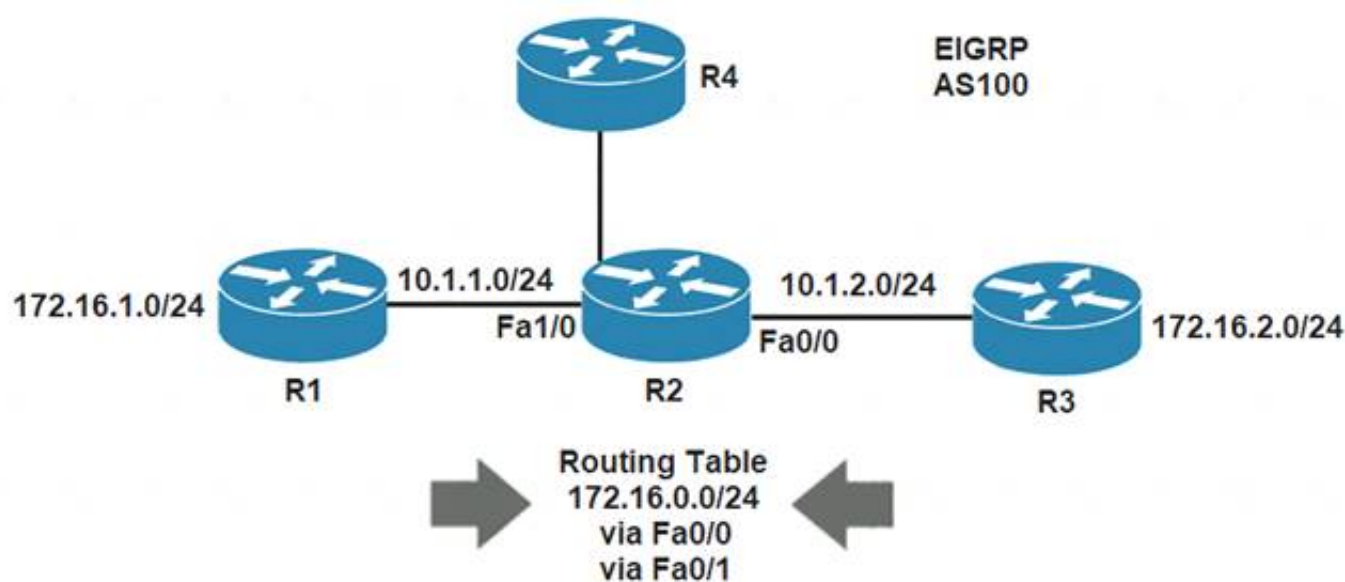 EIGRP
AS100
R4
172.16.1.0/24
10.1.1.0/24
Fa1/0
10.1.2.0/24
Fa0/0
172.16.2.0/24
R1
R2
R3
Routing Table
172.16.0.0/24
via Fa0/0
via Fa0/1